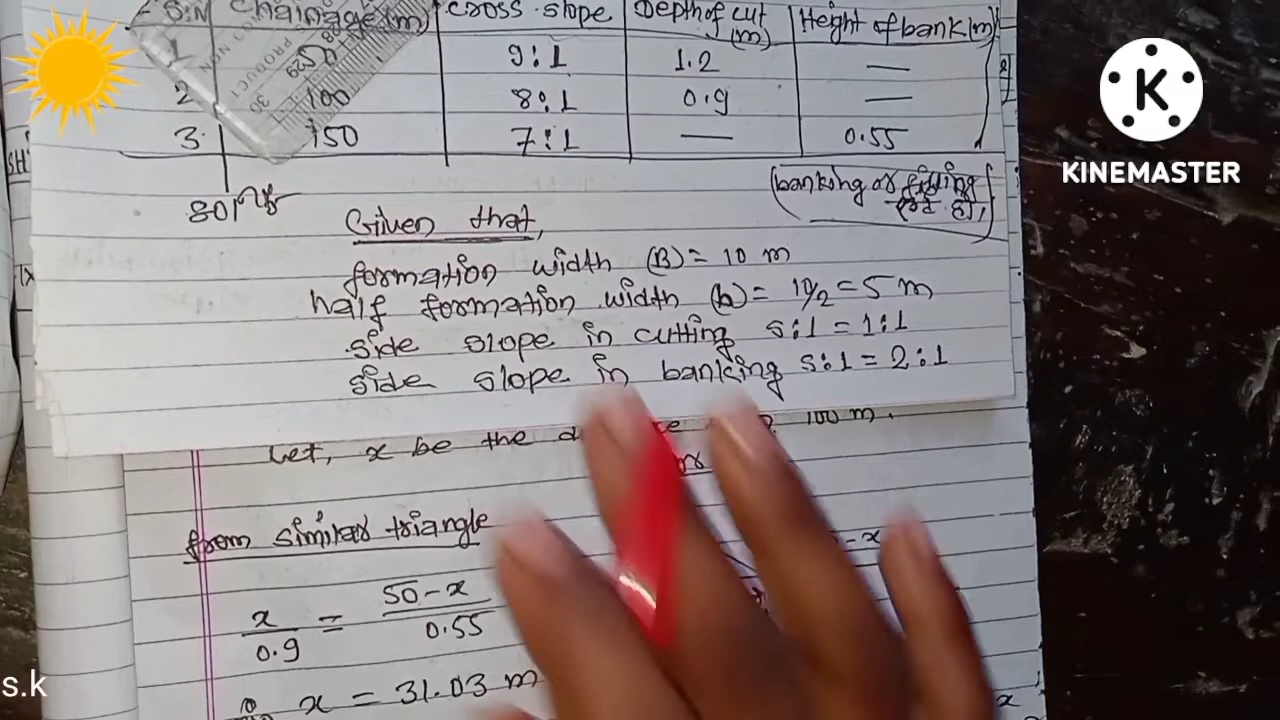 S.N Chainage(m) Cross slope Depth of cut (m) Height of bank (m)
1 50 9:1 1.2 —
2 100 8:1 0.9 —
3. 150 7:1 — 0.55
(banking or filling
Given that,
formation width (B) = 10 m
half formation width (b) = 10/2 = 5 m
side slope in cutting s:1 = 1:1
side slope in banking s:1 = 2:1
Let, x be the 100 m.
from similar triangle
x/0.9 = 50-x/0.55
x = 31.03 m
- x
x
K
KINEMASTER
s.k